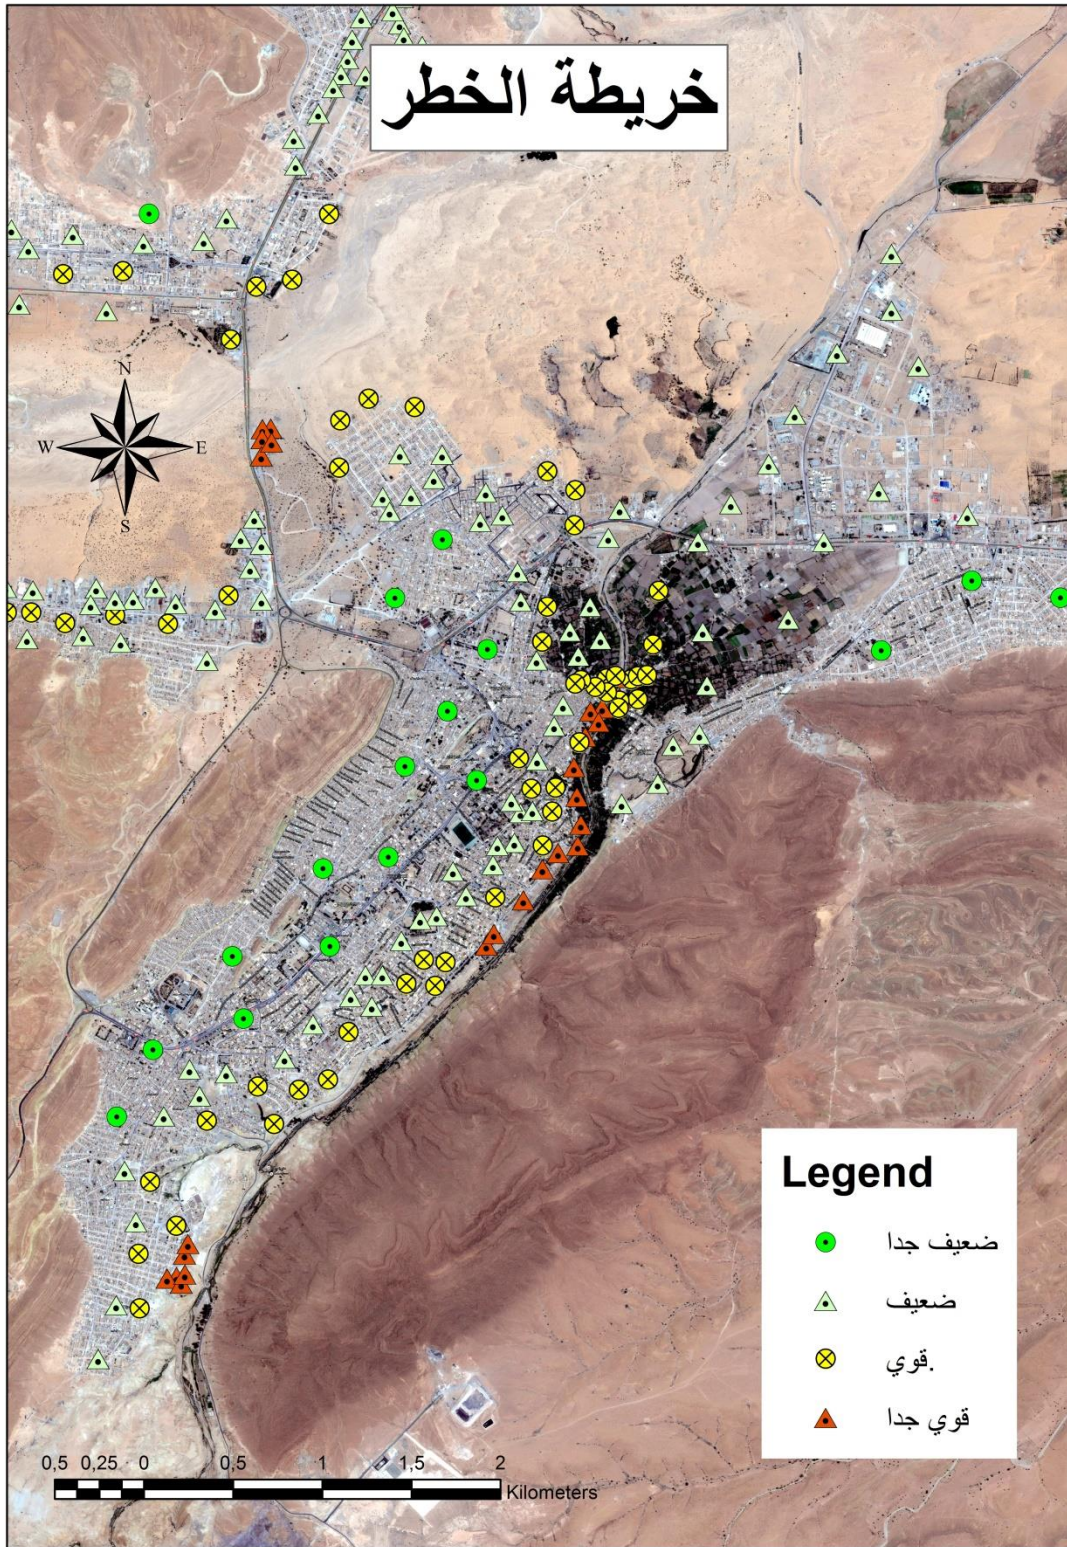 خريطة الخطر
N
W E
S
Legend
ضعيف جدا
ضعيف
قوي.
قوي جدا
0,5 0,25 0 0,5 1 1,5 2
Kilometers